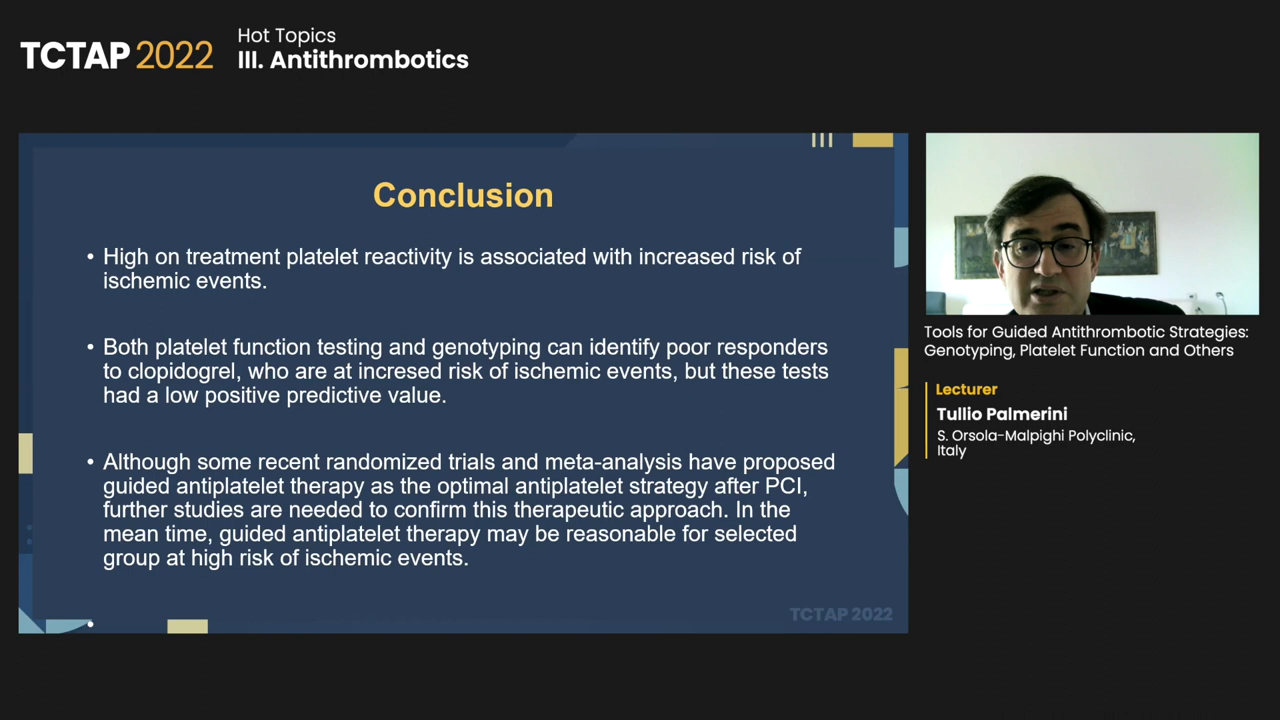 TCTAP 2022
Hot Topics
III. Antithrombotics
Conclusion
• High on treatment platelet reactivity is associated with increased risk of
ischemic events.
• Both platelet function testing and genotyping can identify poor responders
to clopidogrel, who are at incresed risk of ischemic events, but these tests
had a low positive predictive value.
• Although some recent randomized trials and meta-analysis have proposed
guided antiplatelet therapy as the optimal antiplatelet strategy after PCI,
further studies are needed to confirm this therapeutic approach. In the
mean time, guided antiplatelet therapy may be reasonable for selected
group at high risk of ischemic events.
•
TCTAP 2022
Tools for Guided Antithrombotic Strategies:
Genotyping, Platelet Function and Others
Lecturer
Tullio Palmerini
S. Orsola-Malpighi Polyclinic,
Italy